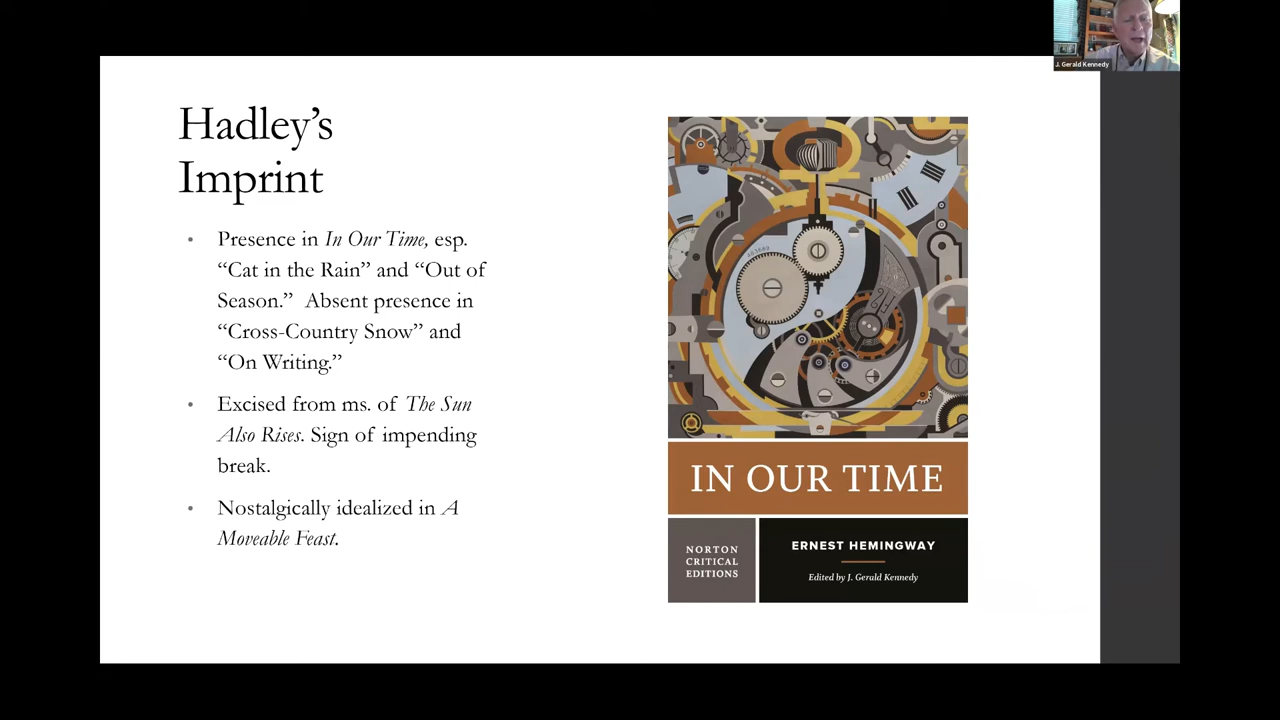 J. Gerald Kennedy
Hadley’s
Imprint
• Presence in In Our Time, esp.
“Cat in the Rain” and “Out of
Season.” Absent presence in
“Cross-Country Snow” and
“On Writing.”
• Excised from ms. of The Sun
Also Rises. Sign of impending
break.
• Nostalgically idealized in A
Moveable Feast.
IN OUR TIME
NORTON
CRITICAL
EDITIONS
ERNEST HEMINGWAY
Edited by J. Gerald Kennedy